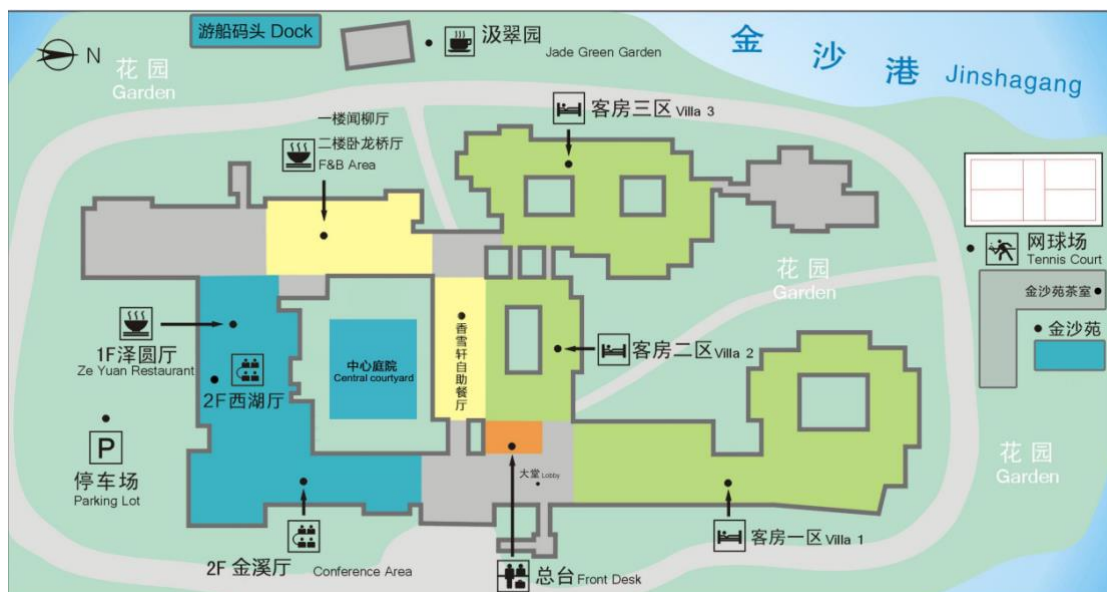 游船码头 Dock
汲翠园
Jade Green Garden
金沙港 Jinshagang
N
花园
Garden
一楼闻柳厅
二楼卧龙桥厅
F&B Area
客房三区 Villa 3
网球场
Tennis Court
花园
Garden
金沙苑茶室
金沙苑
1F泽圆厅
Ze Yuan Restaurant
2F西湖厅
中心庭院
Central courtyard
香雪轩自助餐厅
客房二区 Villa 2
P
停车场
Parking Lot
大堂 Lobby
花园
Garden
客房一区 Villa 1
2F 金溪厅
Conference Area
总台 Front Desk